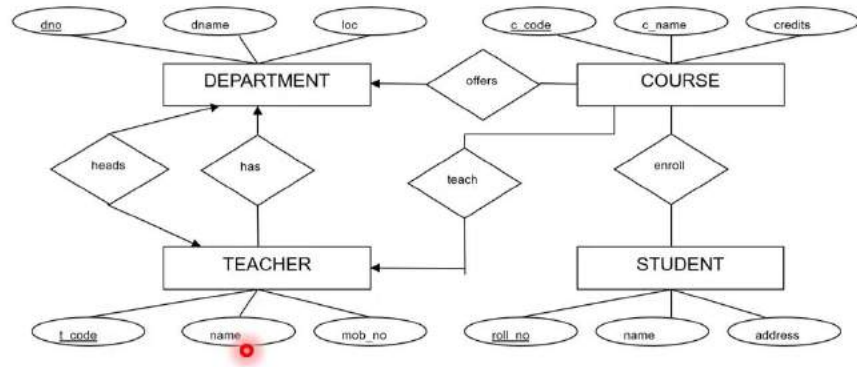 dno
dname
loc
c_code
c_name
credits
DEPARTMENT
offers
COURSE
heads
has
teach
enroll
TEACHER
STUDENT
t_code
name
mob_no
roll_no
name
address